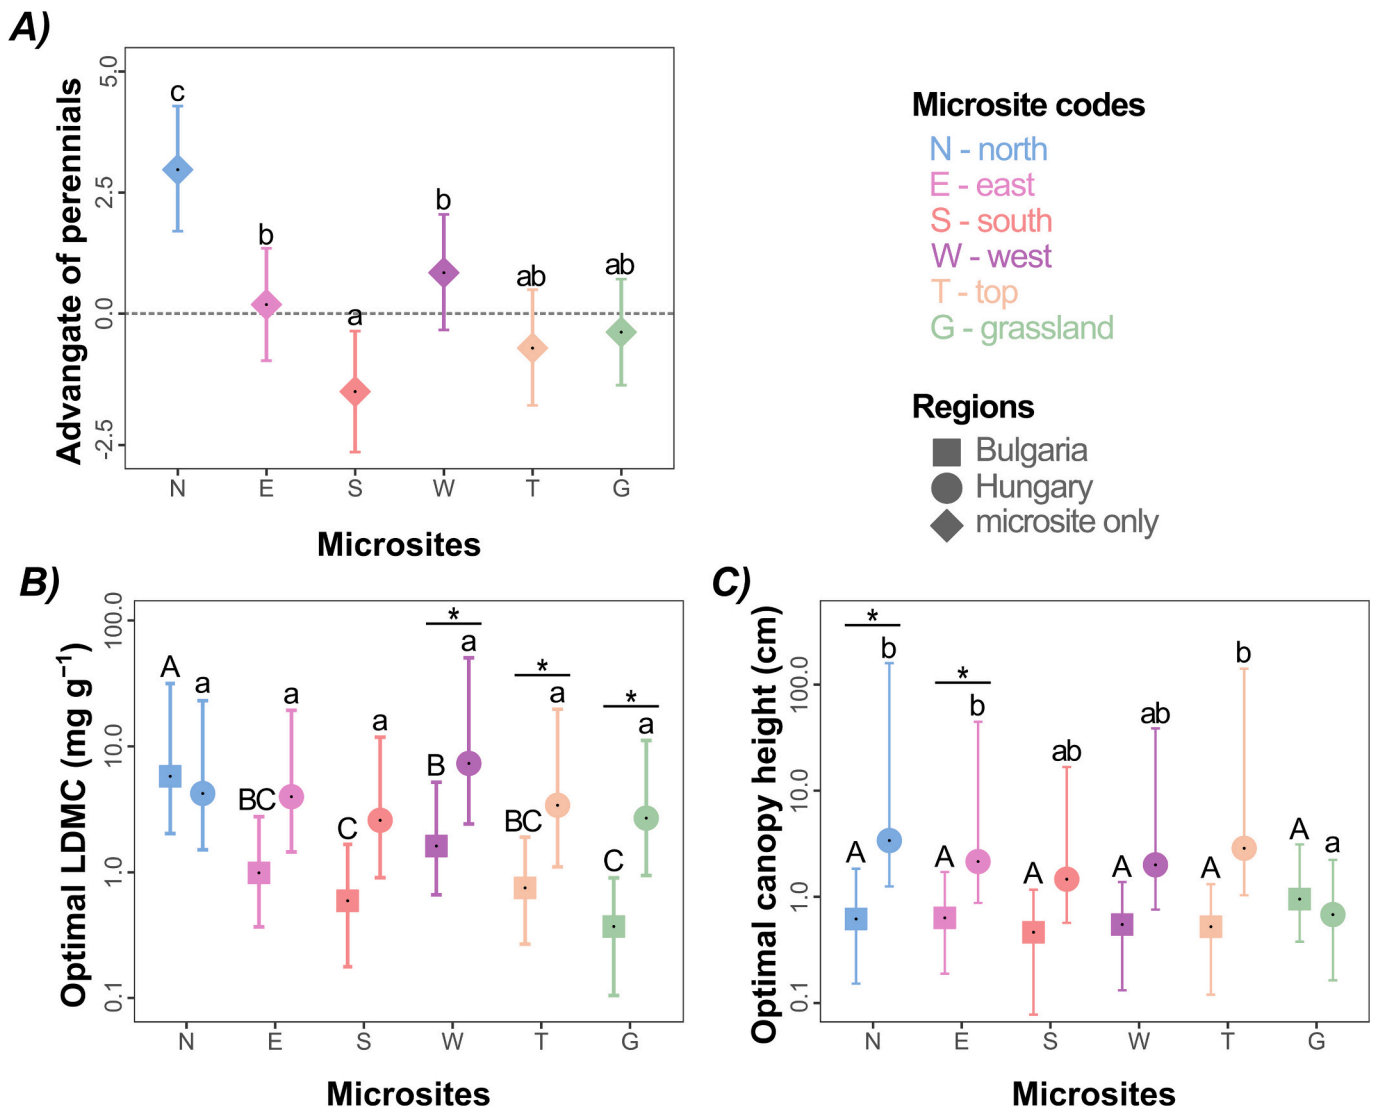 A)
Advangate of perennials
5.0
2.5
0.0
-2.5
c
b
a
b
ab
ab
N E S W T G
Microsites
Microsite codes
N - north
E - east
S - south
W - west
T - top
G - grassland
Regions
Bulgaria
Hungary
microsite only
B)
Optimal LDMC (mg g⁻¹)
100.0
10.0
1.0
0.1
A a
BC a
C a
* B a
* BC a
* C a
N E S W T G
Microsites
C)
Optimal canopy height (cm)
100.0
10.0
1.0
0.1
* A b
* A b
A ab
A ab
A b
A a
N E S W T G
Microsites